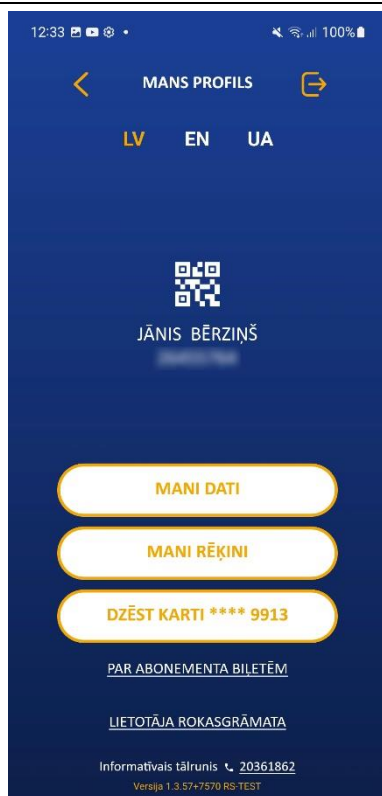 12:33 100%
MANS PROFILS
LV EN UA
JĀNIS BĒRZIŅŠ
MANI DATI
MANI RĒĶINI
DZĒST KARTI **** 9913
PAR ABONEMENTA BIĻETĒM
LIETOTĀJA ROKASGRĀMATA
Informatīvais tālrunis 20361862
Versija 1.3.57+7570 RS-TEST